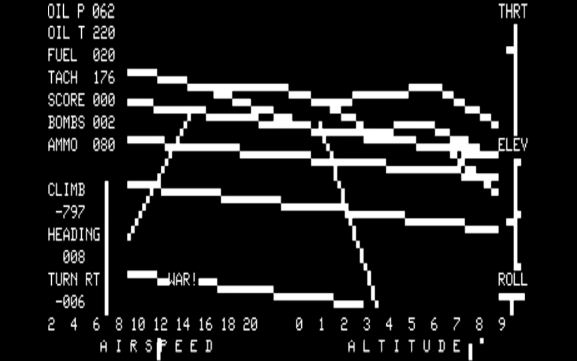 OIL P 062 THRT
OIL T 220
FUEL 020
TACH 176
SCORE 000
BOMBS 002
AMMO 080 ELEV
CLIMB
-797
HEADING
008
TURN RT WAR! ROLL
-006
2 4 6 8 10 12 14 16 18 20 0 1 2 3 4 5 6 7 8 9
AIRSPEED ALTITUDE